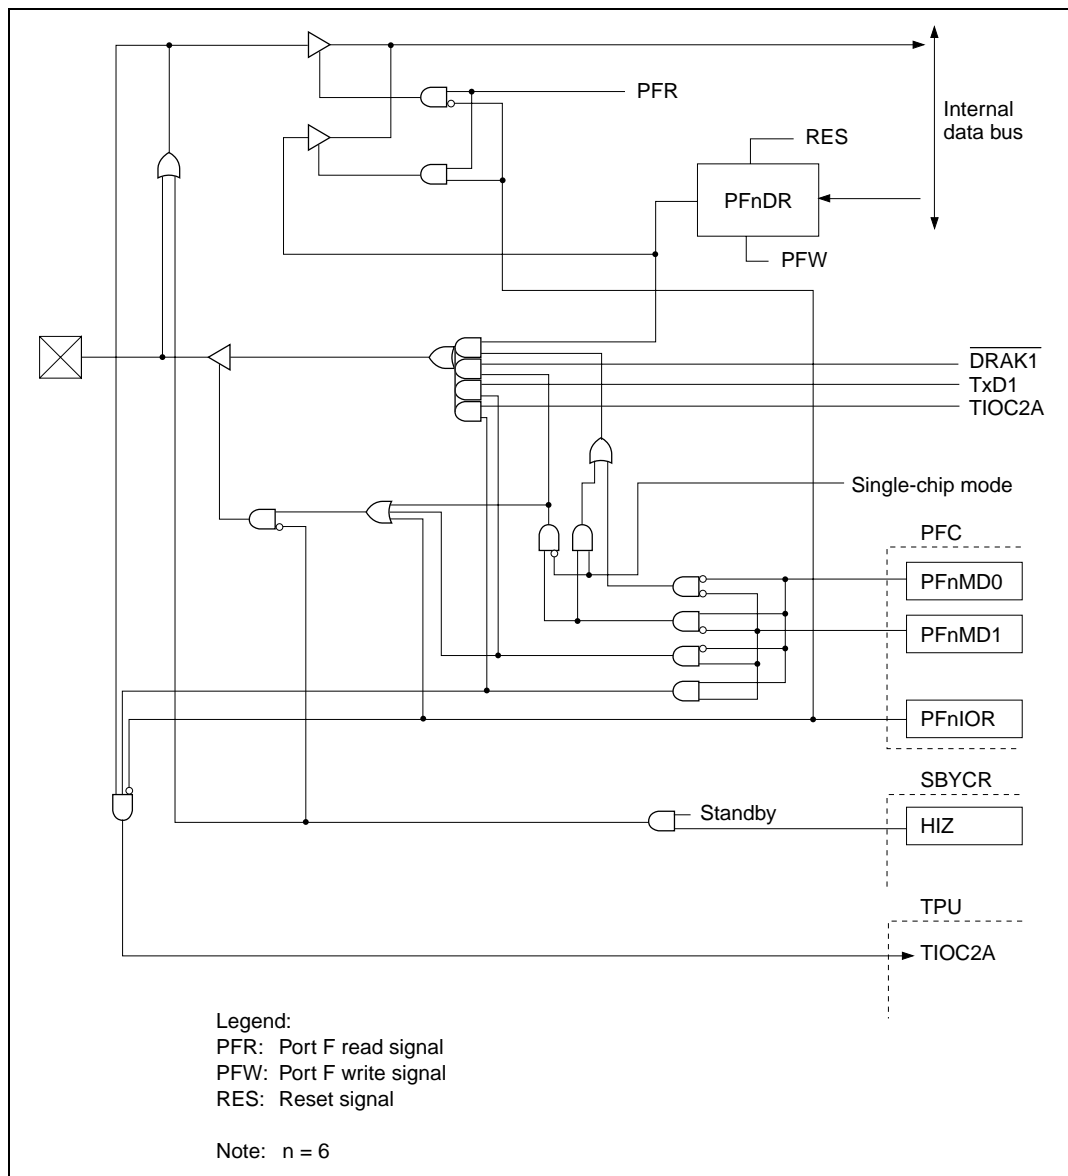 PFR
Internal
data bus
RES
PFnDR
PFW
DRAK1
TxD1
TIOC2A
Single-chip mode
PFC
PFnMD0
PFnMD1
PFnIOR
SBYCR
Standby
HIZ
TPU
TIOC2A
Legend:
PFR: Port F read signal
PFW: Port F write signal
RES: Reset signal
Note: n = 6